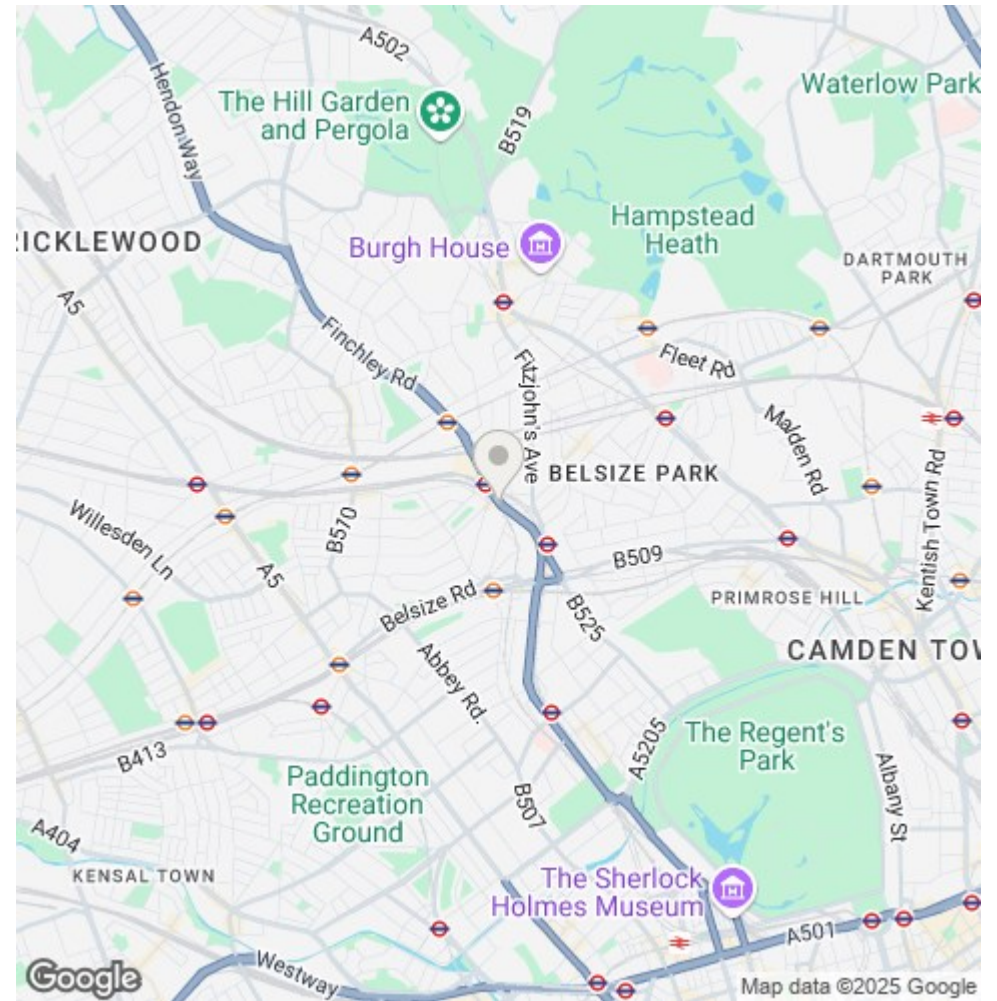 A502
Hendon Way
The Hill Garden
and Pergola
B519
Waterlow Park
RICKLEWOOD
Burgh House
Hampstead
Heath
DARTMOUTH
PARK
A5
Finchley Rd
Fitzjohn's Ave
Fleet Rd
Malden Rd
BELSIZE PARK
Kentish Town Rd
Willesden Ln
B570
A5
B509
Belsize Rd
B525
PRIMROSE HILL
CAMDEN TOW
Abbey Rd.
A5205
The Regent's
Park
B413
Paddington
Recreation
Ground
B507
Albany St
A404
KENSAL TOWN
The Sherlock
Holmes Museum
A501
Westway
Google
Map data ©2025 Google